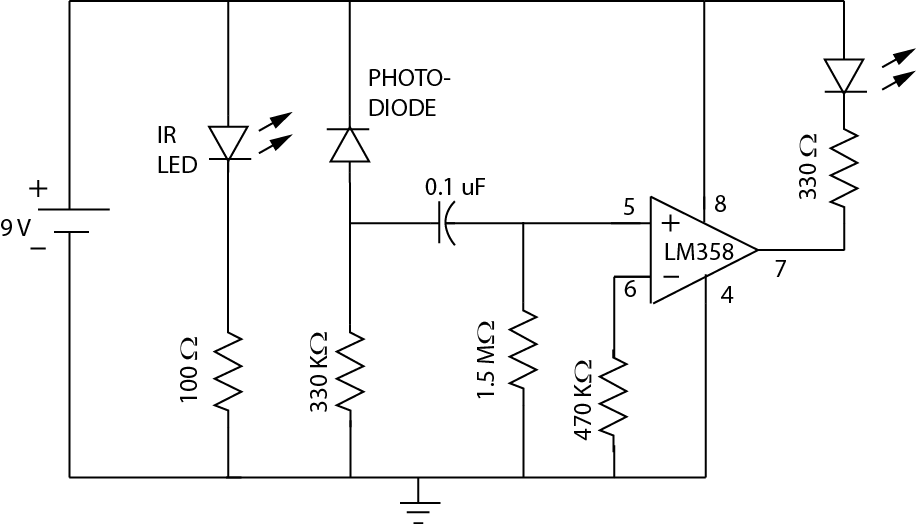 PHOTO-
DIODE
IR
LED
330 Ω
+
9 V
−
0.1 uF
5
8
+
LM358
−
7
6
4
100 Ω
330 KΩ
1.5 MΩ
470 KΩ